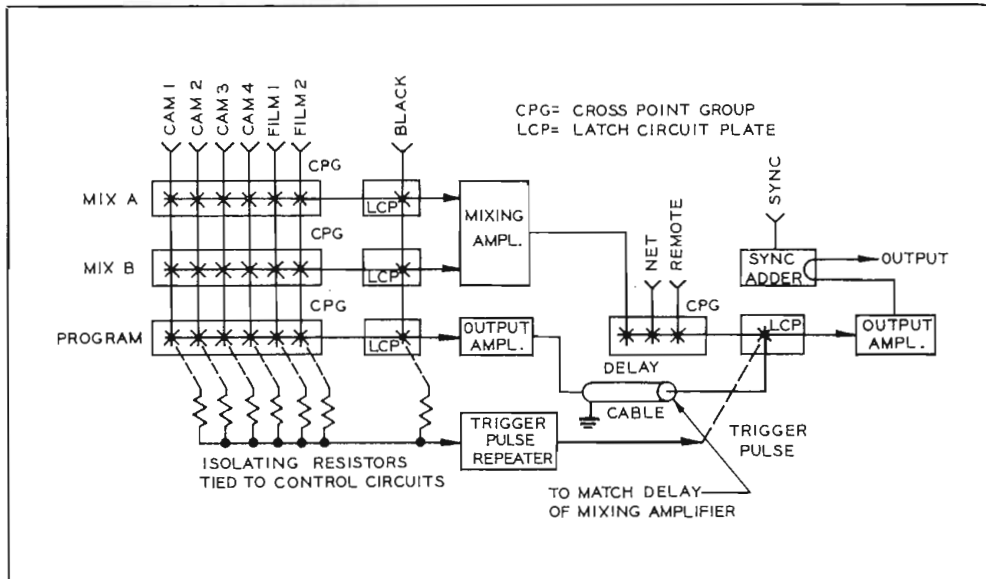 CAM 1
CAM 2
CAM 3
CAM 4
FILM 1
FILM 2
BLACK
CPG= CROSS POINT GROUP
LCP= LATCH CIRCUIT PLATE
CPG
MIX A
LCP
MIXING
AMPL.
SYNC
NET
REMOTE
CPG
MIX B
LCP
SYNC
ADDER
OUTPUT
CPG
CPG
PROGRAM
LCP
OUTPUT
AMPL.
LCP
OUTPUT
AMPL.
DELAY
CABLE
TRIGGER
PULSE
REPEATER
TRIGGER
PULSE
ISOLATING RESISTORS
TIED TO CONTROL CIRCUITS
TO MATCH DELAY
OF MIXING AMPLIFIER